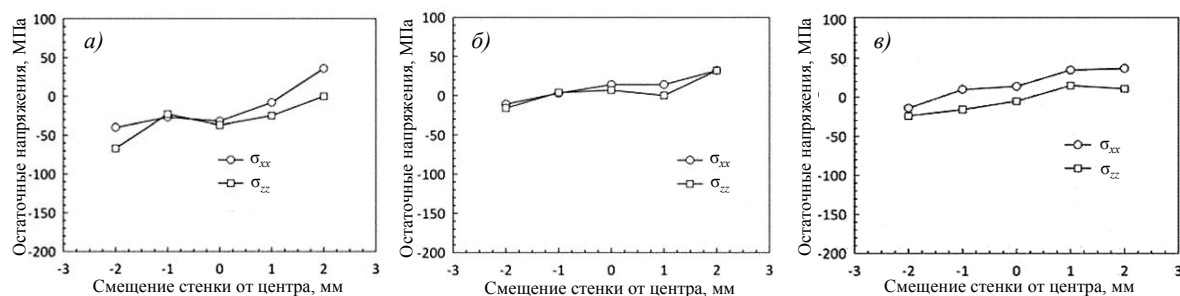 а)
Остаточные напряжения, МПа
100
50
0
-50
-100
-150
-200
σxx
σzz
-3 -2 -1 0 1 2 3
Смещение стенки от центра, мм
б)
Остаточные напряжения, МПа
100
50
0
-50
-100
-150
-200
σxx
σzz
-3 -2 -1 0 1 2 3
Смещение стенки от центра, мм
в)
Остаточные напряжения, МПа
100
50
0
-50
-100
-150
-200
σxx
σzz
-3 -2 -1 0 1 2 3
Смещение стенки от центра, мм